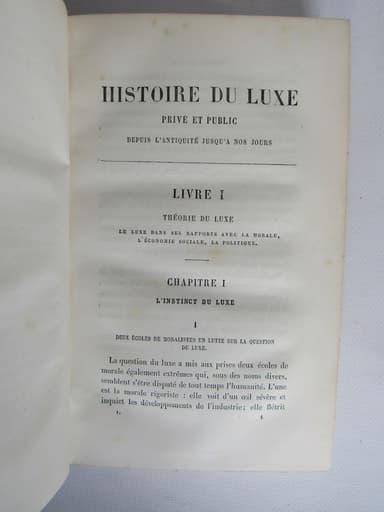 HISTOIRE DU LUXE
PRIVÉ ET PUBLIC
DEPUIS L'ANTIQUITÉ JUSQU'A NOS JOURS
LIVRE I
THÉORIE DU LUXE
LE LUXE DANS SES RAPPORTS AVEC LA MORALE,
L'ÉCONOMIE SOCIALE, LA POLITIQUE.
CHAPITRE I
L'INSTINCT DU LUXE
I
DEUX ÉCOLES DE MORALISTES EN LUTTE SUR LA QUESTION
DU LUXE.
La question du luxe a mis aux prises deux écoles de
morale également extrêmes qui, sous des noms divers,
semblent s'être disputé de tout temps l'humanité. L'une
est la morale rigoriste : elle voit d'un œil sévère et
inquiet les développements de l'industrie; elle flétrit
I. 1